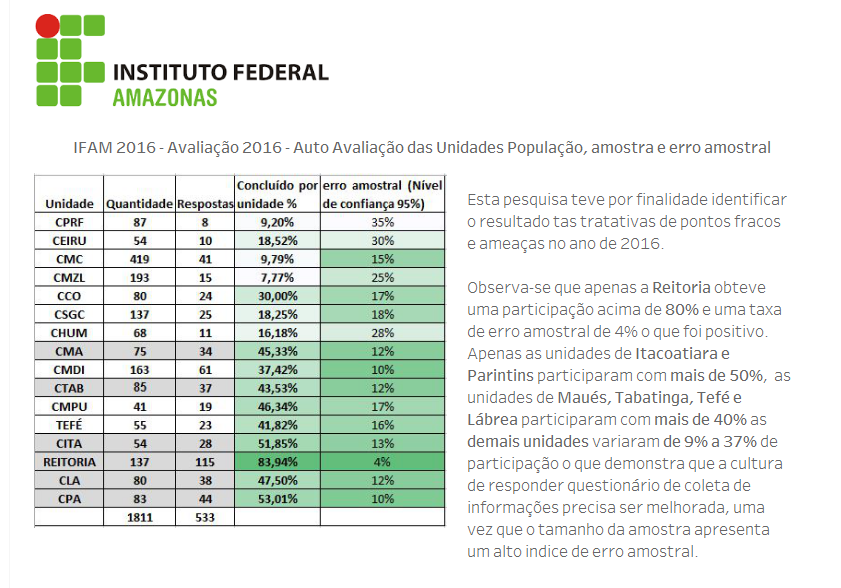 INSTITUTO FEDERAL
AMAZONAS
IFAM 2016 - Avaliação 2016 - Auto Avaliação das Unidades População, amostra e erro amostral
Unidade Quantidade Respostas Concluído por unidade % erro amostral (Nível de confiança 95%)
CPRF 87 8 9,20% 35%
CEIRU 54 10 18,52% 30%
CMC 419 41 9,79% 15%
CMZL 193 15 7,77% 25%
CCO 80 24 30,00% 17%
CSGC 137 25 18,25% 18%
CHUM 68 11 16,18% 28%
CMA 75 34 45,33% 12%
CMDI 163 61 37,42% 10%
CTAB 85 37 43,53% 12%
CMPU 41 19 46,34% 17%
TEFÉ 55 23 41,82% 16%
CITA 54 28 51,85% 13%
REITORIA 137 115 83,94% 4%
CLA 80 38 47,50% 12%
CPA 83 44 53,01% 10%
1811 533
Esta pesquisa teve por finalidade identificar
o resultado tas tratativas de pontos fracos
e ameaças no ano de 2016.
Observa-se que apenas a Reitoria obteve
uma participação acima de 80% e uma taxa
de erro amostral de 4% o que foi positivo.
Apenas as unidades de Itacoatiara e
Parintins participaram com mais de 50%, as
unidades de Maués, Tabatinga, Tefé e
Lábrea participaram com mais de 40% as
demais unidades variaram de 9% a 37% de
participação o que demonstra que a cultura
de responder questionário de coleta de
informações precisa ser melhorada, uma
vez que o tamanho da amostra apresenta
um alto indice de erro amostral.